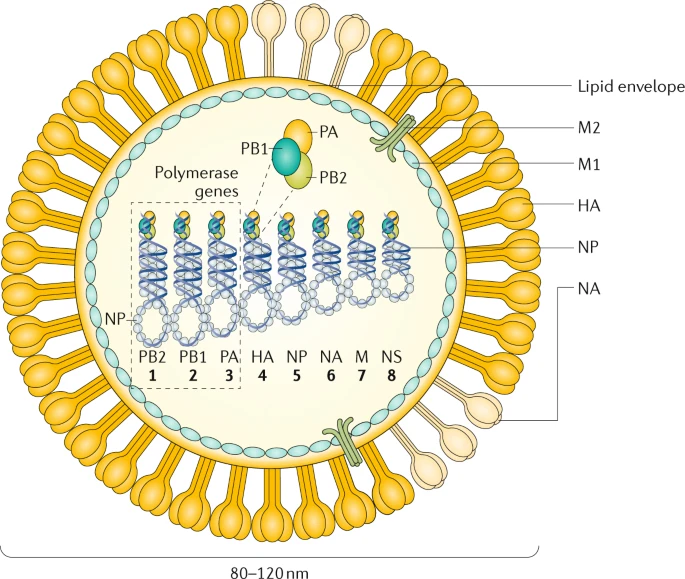 Lipid envelope
M2
M1
HA
NP
NA
PA
PB1
PB2
Polymerase
genes
NP
PB2 PB1 PA HA NP NA M NS
1 2 3 4 5 6 7 8
80–120 nm